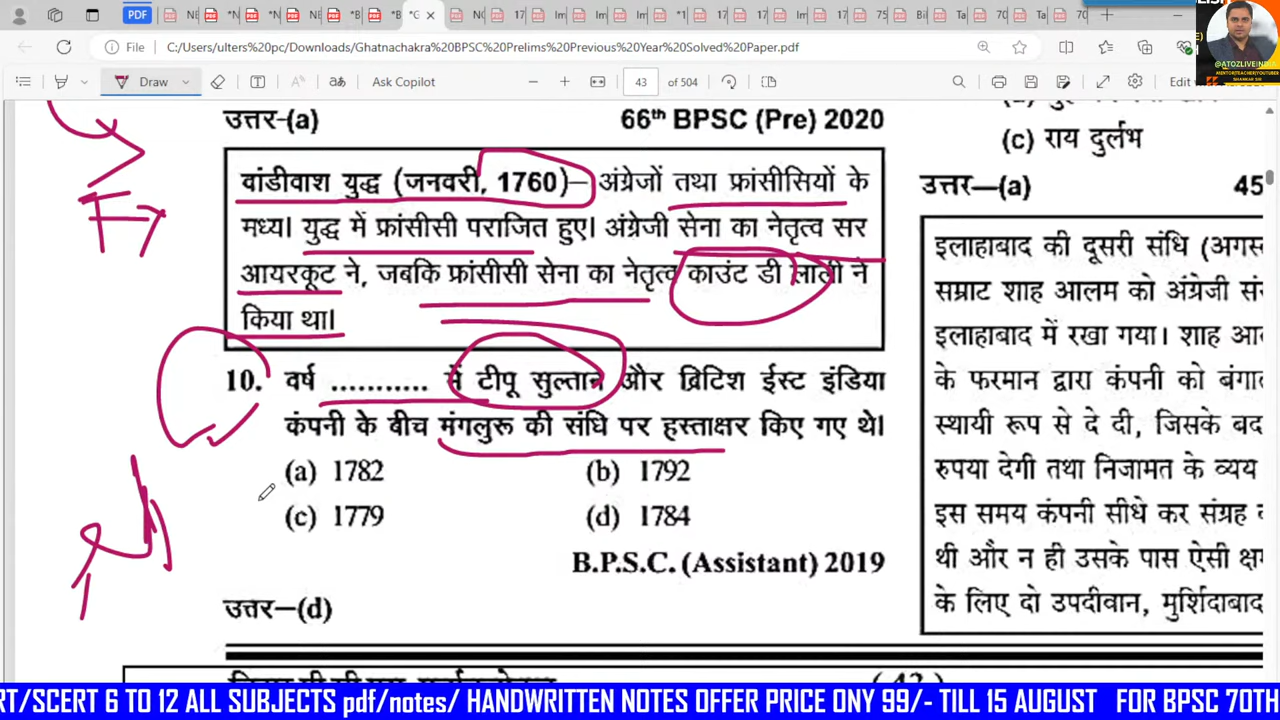 File C:/Users/ulters%20pc/Downloads/Ghatnachakra%20BPSC%20Prelims%20Previous%20Year%20Solved%20Paper.pdf
Draw
Ask Copilot
43 of 504
Edit
@ATOZLIVEINDIA
उत्तर-(a) 66th BPSC (Pre) 2020
वांडीवाश युद्ध (जनवरी, 1760)– अंग्रेजों तथा फ्रांसीसियों के
मध्य। युद्ध में फ्रांसीसी पराजित हुए। अंग्रेजी सेना का नेतृत्व सर
आयरकूट ने, जबकि फ्रांसीसी सेना का नेतृत्व काउंट डी लाली ने
किया था।
10. वर्ष ........... में टीपू सुल्तान और ब्रिटिश ईस्ट इंडिया
कंपनी के बीच मंगलुरू की संधि पर हस्ताक्षर किए गए थे।
(a) 1782 (b) 1792
(c) 1779 (d) 1784
B.P.S.C. (Assistant) 2019
उत्तर–(d)
(c) राय दुर्लभ
उत्तर—(a) 45
इलाहाबाद की दूसरी संधि (अगस
सम्राट शाह आलम को अंग्रेजी सं
इलाहाबाद में रखा गया। शाह आ
के फरमान द्वारा कंपनी को बंगा
स्थायी रूप से दे दी, जिसके बद
रुपया देगी तथा निजामत के व्यय
इस समय कंपनी सीधे कर संग्रह व
थी और न ही उसके पास ऐसी क्ष
के लिए दो उपदीवान, मुर्शिदाबाद
RT/SCERT 6 TO 12 ALL SUBJECTS pdf/notes/ HANDWRITTEN NOTES OFFER PRICE ONY 99/- TILL 15 AUGUST FOR BPSC 70TH